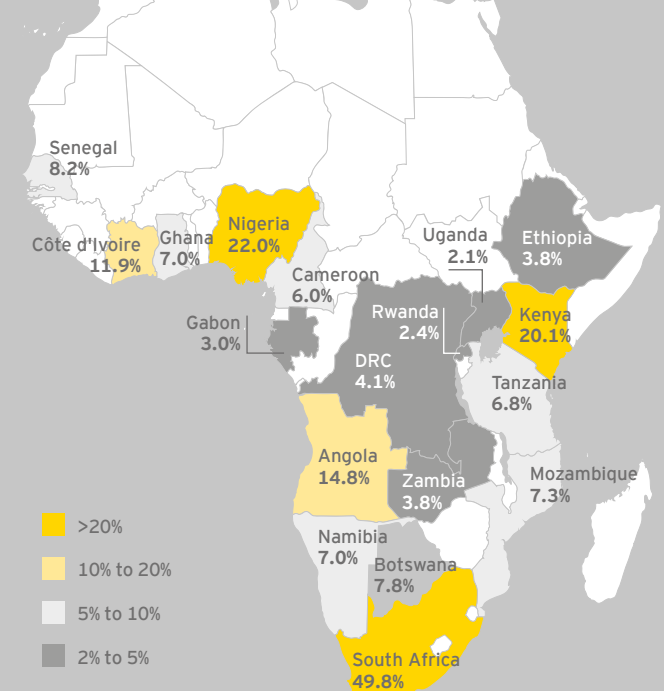 Senegal
8.2%
Côte d'Ivoire
11.9%
Ghana
7.0%
Nigeria
22.0%
Cameroon
6.0%
Uganda
2.1%
Ethiopia
3.8%
Gabon
3.0%
Rwanda
2.4%
Kenya
20.1%
DRC
4.1%
Tanzania
6.8%
Angola
14.8%
Zambia
3.8%
Mozambique
7.3%
Namibia
7.0%
Botswana
7.8%
South Africa
49.8%
>20%
10% to 20%
5% to 10%
2% to 5%